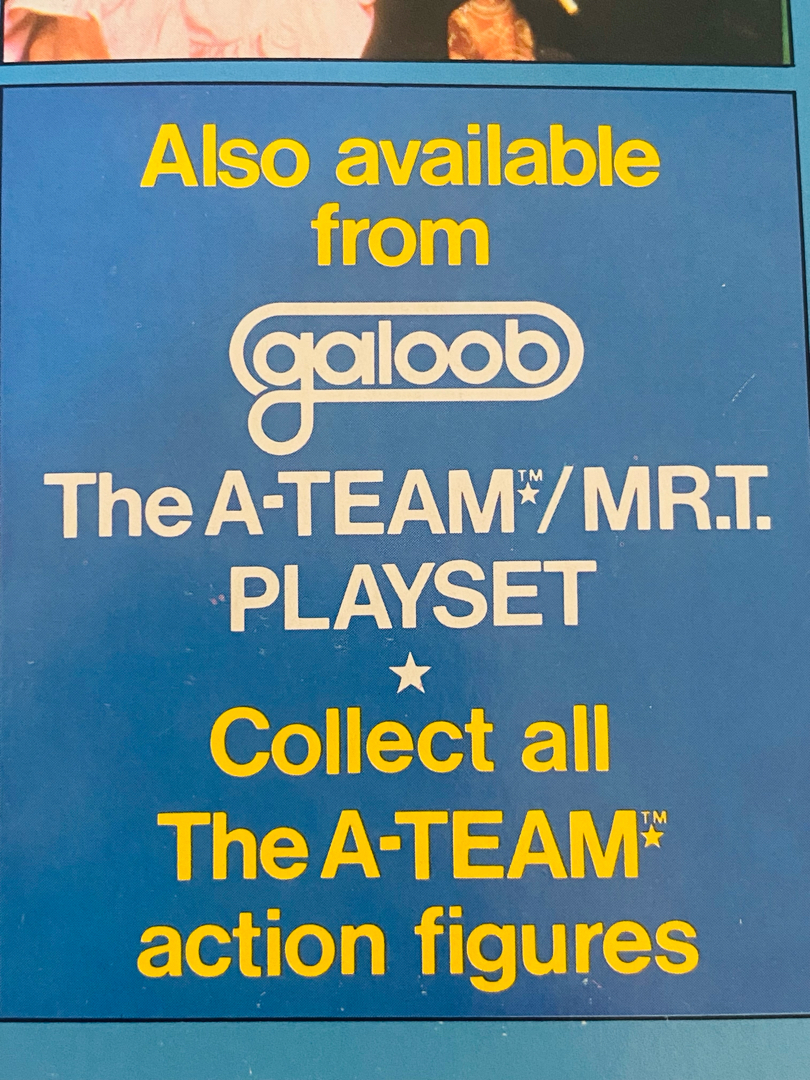 Also available
from
galoob
The A-TEAM™★/MR.T.
PLAYSET
★
Collect all
The A-TEAM™★
action figures